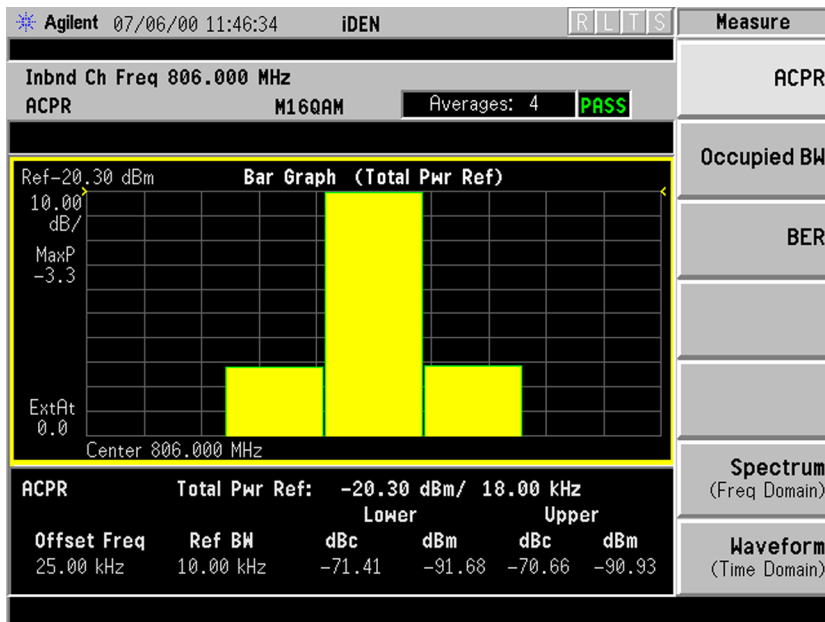 Agilent 07/06/00 11:46:34 iDEN R L T S Measure
Inbnd Ch Freq 806.000 MHz
ACPR M16QAM Averages: 4 PASS
ACPR
Occupied BW
BER
Ref-20.30 dBm Bar Graph (Total Pwr Ref)
10.00
dB/
MaxP
-3.3
ExtAt
0.0
Center 806.000 MHz
Spectrum
(Freq Domain)
Waveform
(Time Domain)
ACPR Total Pwr Ref: -20.30 dBm/ 18.00 kHz
Lower Upper
Offset Freq Ref BW dBc dBm dBc dBm
25.00 kHz 10.00 kHz -71.41 -91.68 -70.66 -90.93